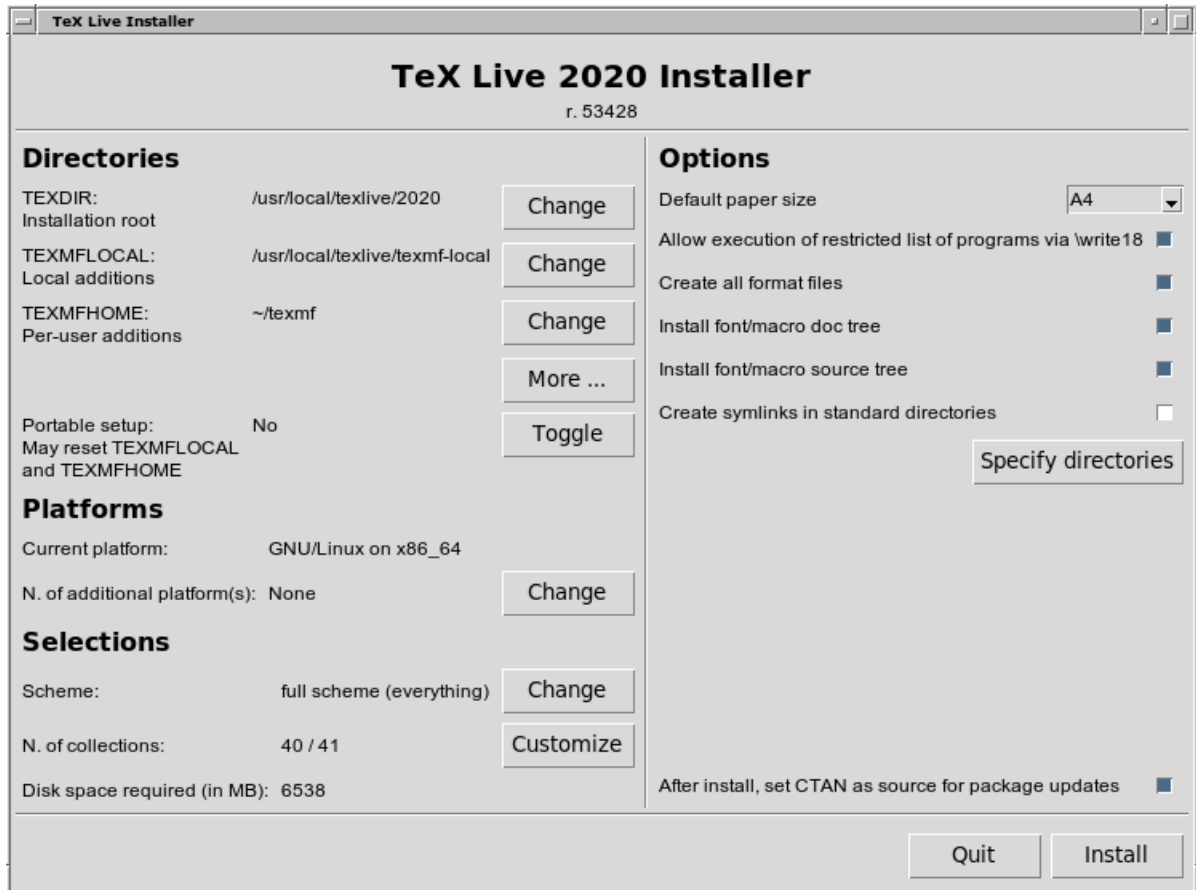 TeX Live Installer
TeX Live 2020 Installer
r. 53428
Directories
TEXDIR: /usr/local/texlive/2020 Change
Installation root
TEXMFLOCAL: /usr/local/texlive/texmf-local Change
Local additions
TEXMFHOME: ~/texmf Change
Per-user additions
More ...
Portable setup: No Toggle
May reset TEXMFLOCAL
and TEXMFHOME
Platforms
Current platform: GNU/Linux on x86_64
N. of additional platform(s): None Change
Selections
Scheme: full scheme (everything) Change
N. of collections: 40 / 41 Customize
Disk space required (in MB): 6538
Options
Default paper size A4
Allow execution of restricted list of programs via \write18
Create all format files
Install font/macro doc tree
Install font/macro source tree
Create symlinks in standard directories
Specify directories
After install, set CTAN as source for package updates
Quit Install